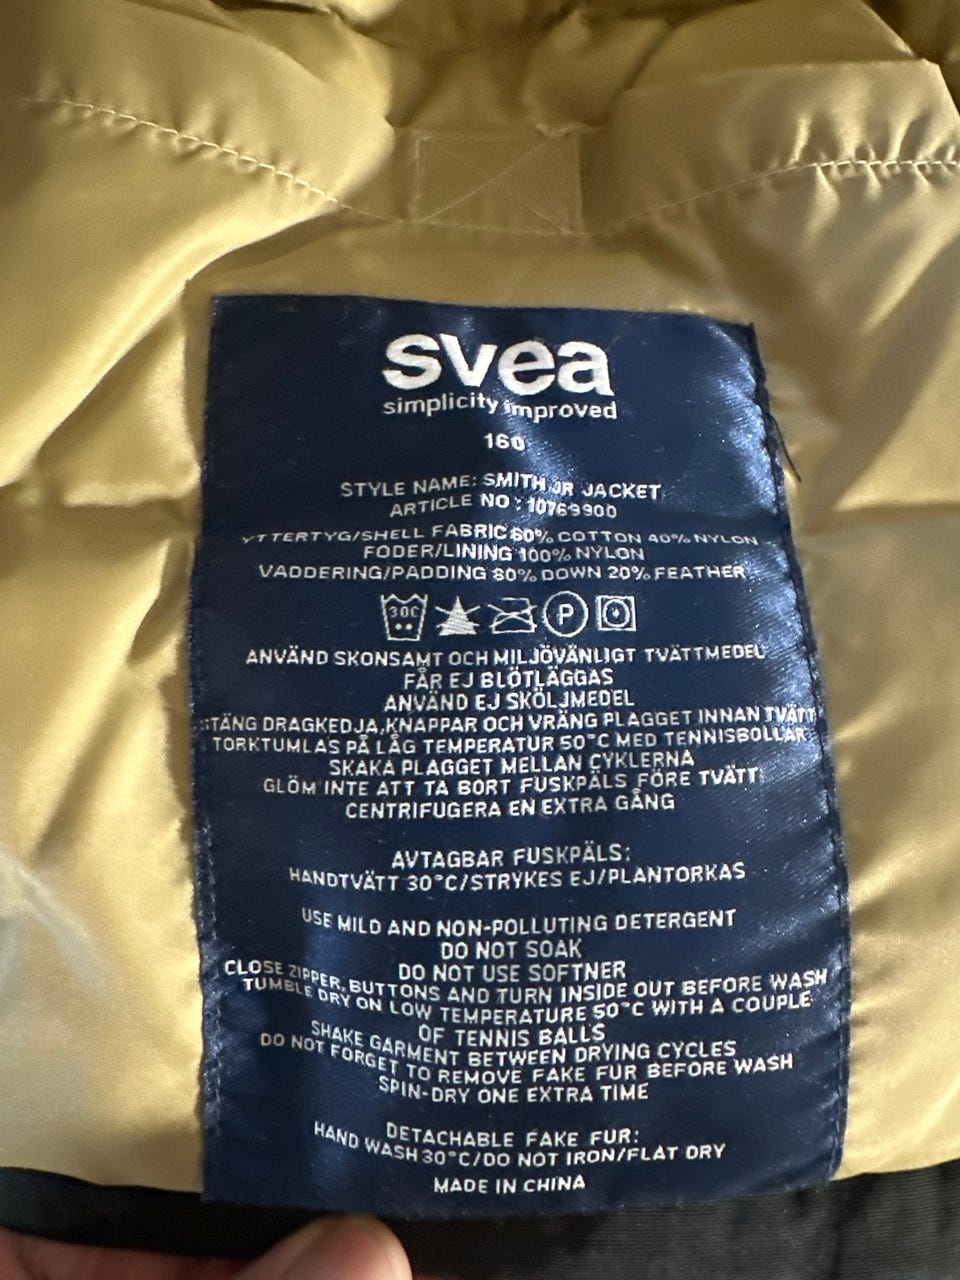 svea
simplicity improved
160
STYLE NAME: SMITH JR JACKET
ARTICLE NO : 10769900
YTTERTYG/SHELL FABRIC 60% COTTON 40% NYLON
FODER/LINING 100% NYLON
VADDERING/PADDING 80% DOWN 20% FEATHER
30C P
ANVÄND SKONSAMT OCH MILJÖVÄNLIGT TVÄTTMEDEL
FÅR EJ BLÖTLÄGGAS
ANVÄND EJ SKÖLJMEDEL
STÄNG DRAGKEDJA,KNAPPAR OCH VRÄNG PLAGGET INNAN TVÄTT
TORKTUMLAS PÅ LÅG TEMPERATUR 50°C MED TENNISBOLLAR
SKAKA PLAGGET MELLAN CYKLERNA
GLÖM INTE ATT TA BORT FUSKPÄLS FÖRE TVÄTT
CENTRIFUGERA EN EXTRA GÅNG
AVTAGBAR FUSKPÄLS:
HANDTVÄTT 30°C/STRYKES EJ/PLANTORKAS
USE MILD AND NON-POLLUTING DETERGENT
DO NOT SOAK
DO NOT USE SOFTNER
CLOSE ZIPPER, BUTTONS AND TURN INSIDE OUT BEFORE WASH
TUMBLE DRY ON LOW TEMPERATURE 50°C WITH A COUPLE
OF TENNIS BALLS
SHAKE GARMENT BETWEEN DRYING CYCLES
DO NOT FORGET TO REMOVE FAKE FUR BEFORE WASH
SPIN-DRY ONE EXTRA TIME
DETACHABLE FAKE FUR:
HAND WASH 30°C/DO NOT IRON/FLAT DRY
MADE IN CHINA